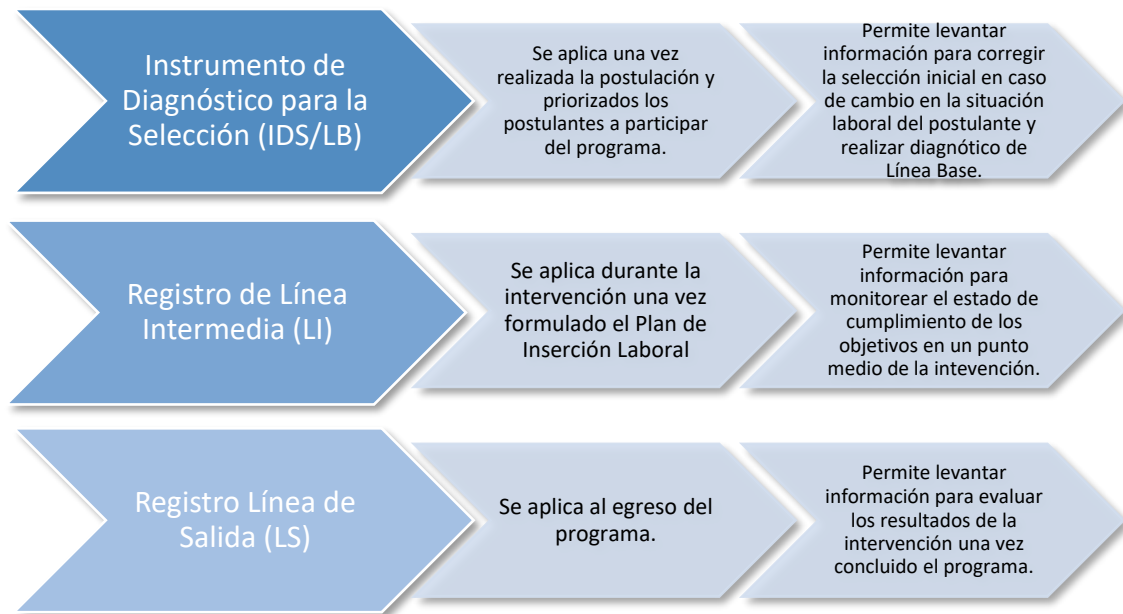 Instrumento de
Diagnóstico para la
Selección (IDS/LB)
Se aplica una vez
realizada la postulación y
priorizados los
postulantes a participar
del programa.
Permite levantar
información para corregir
la selección inicial en caso
de cambio en la situación
laboral del postulante y
realizar diagnótico de
Línea Base.
Registro de Línea
Intermedia (LI)
Se aplica durante la
intervención una vez
formulado el Plan de
Inserción Laboral
Permite levantar
información para
monitorear el estado de
cumplimiento de los
objetivos en un punto
medio de la intevención.
Registro Línea de
Salida (LS)
Se aplica al egreso del
programa.
Permite levantar
información para evaluar
los resultados de la
intervención una vez
concluido el programa.